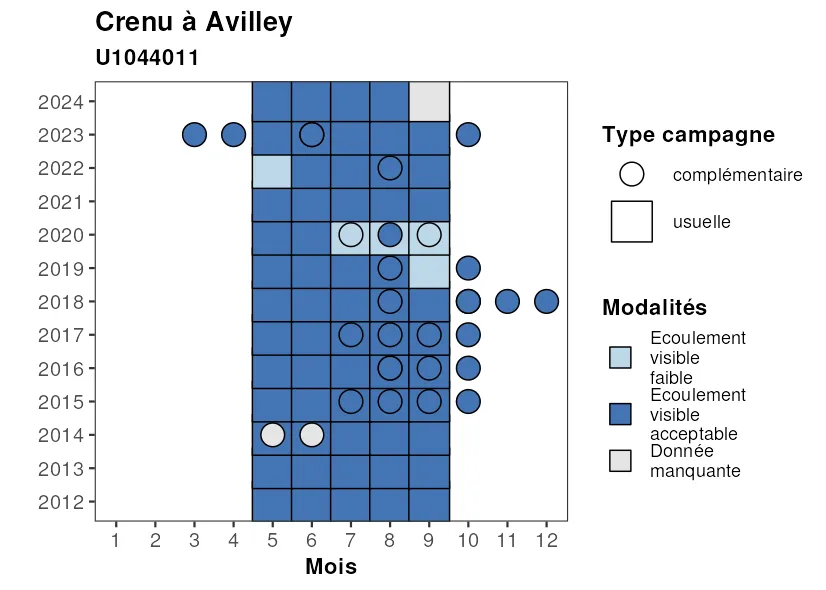 Crenu à Avilley
U1044011
2024
2023
2022
2021
2020
2019
2018
2017
2016
2015
2014
2013
2012
1 2 3 4 5 6 7 8 9 10 11 12
Mois
Type campagne
complémentaire
usuelle
Modalités
Ecoulement
visible
faible
Ecoulement
visible
acceptable
Donnée
manquante